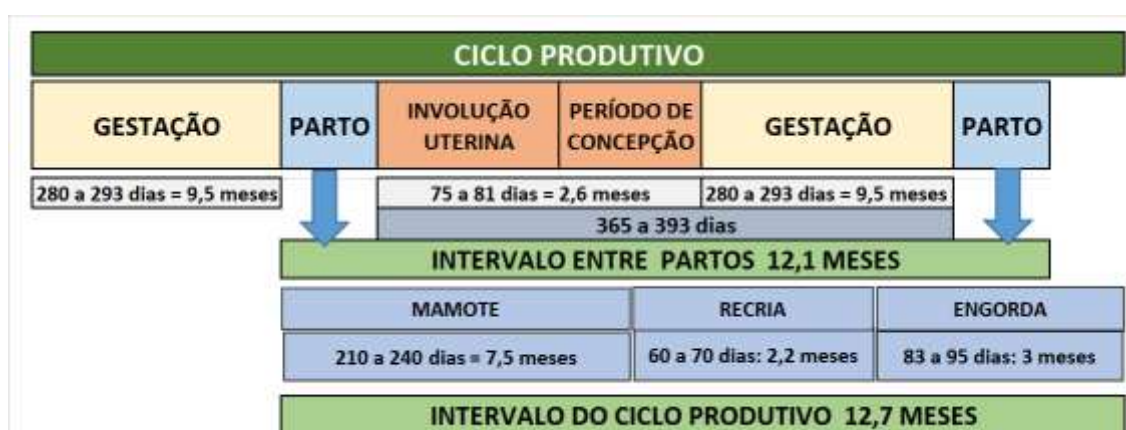 CICLO PRODUTIVO
GESTAÇÃO
PARTO
INVOLUÇÃO
UTERINA
PERÍODO DE
CONCEPÇÃO
GESTAÇÃO
PARTO
280 a 293 dias = 9,5 meses
75 a 81 dias = 2,6 meses
280 a 293 dias = 9,5 meses
365 a 393 dias
INTERVALO ENTRE PARTOS 12,1 MESES
MAMOTE
RECRIA
ENGORDA
210 a 240 dias = 7,5 meses
60 a 70 dias: 2,2 meses
83 a 95 dias: 3 meses
INTERVALO DO CICLO PRODUTIVO 12,7 MESES